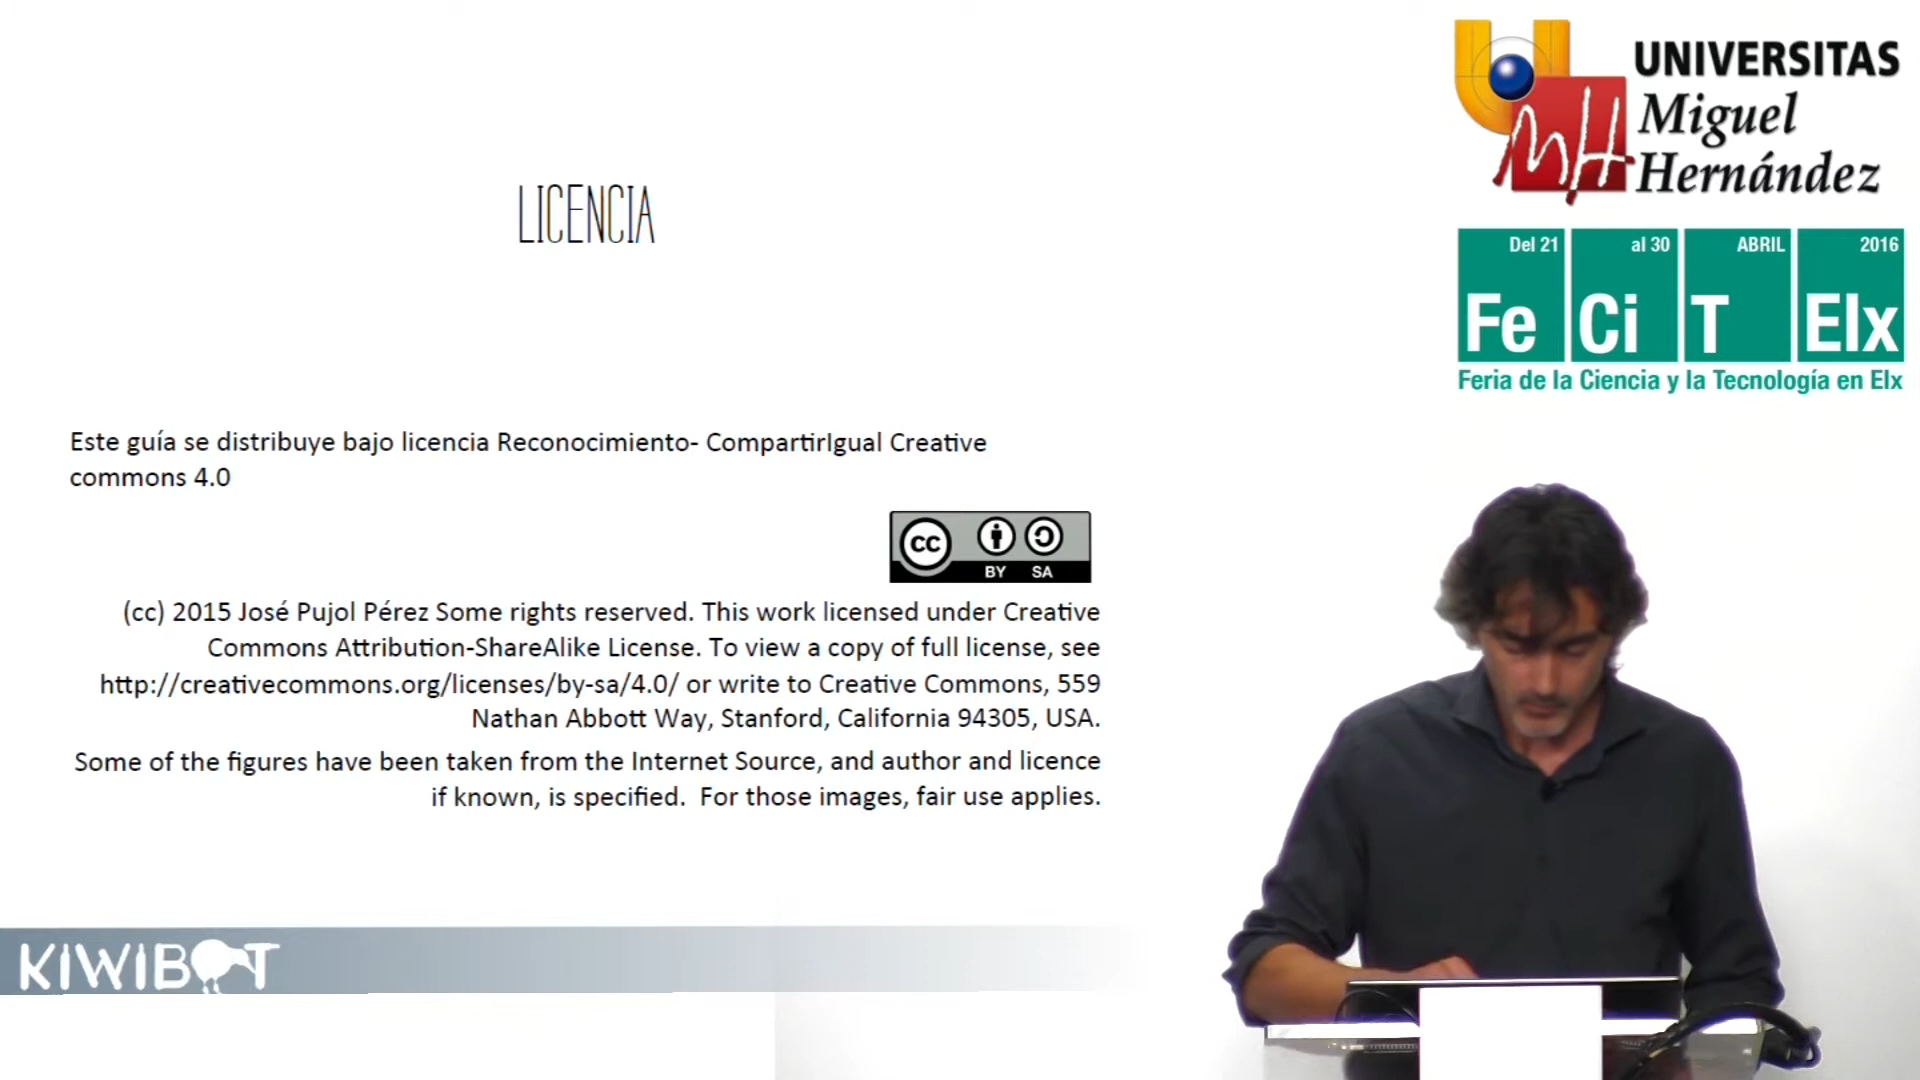 LICENCIA
Este guía se distribuye bajo licencia Reconocimiento- CompartirIgual Creative
commons 4.0
cc
BY SA
(cc) 2015 José Pujol Pérez Some rights reserved. This work licensed under Creative
Commons Attribution-ShareAlike License. To view a copy of full license, see
http://creativecommons.org/licenses/by-sa/4.0/ or write to Creative Commons, 559
Nathan Abbott Way, Stanford, California 94305, USA.
Some of the figures have been taken from the Internet Source, and author and licence
if known, is specified. For those images, fair use applies.
KIWIBOT
UNIVERSITAS
Miguel
Hernández
UMH
Del 21 al 30 ABRIL 2016
Fe Ci T Elx
Feria de la Ciencia y la Tecnología en Elx